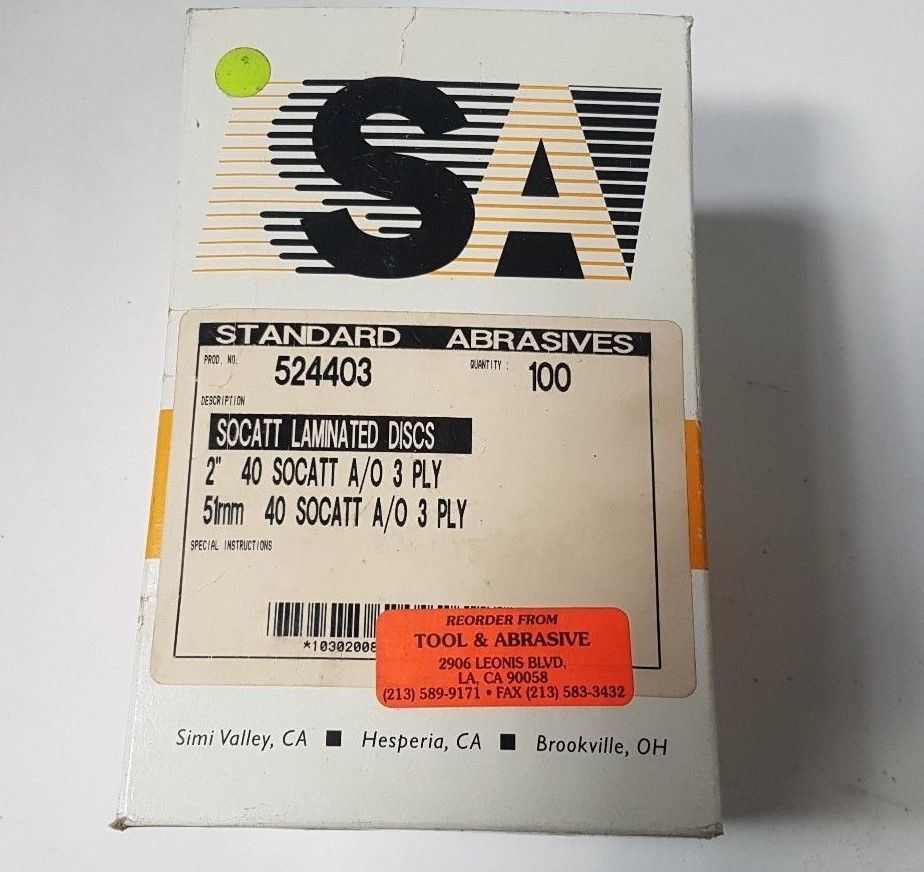 SA
STANDARD ABRASIVES
PROD. NO. 524403 QUANTITY: 100
DESCRIPTION
SOCATT LAMINATED DISCS
2" 40 SOCATT A/O 3 PLY
51mm 40 SOCATT A/O 3 PLY
SPECIAL INSTRUCTIONS
*1030200
REORDER FROM
TOOL & ABRASIVE
2906 LEONIS BLVD.
LA, CA 90058
(213) 589-9171 • FAX (213) 583-3432
Simi Valley, CA ■ Hesperia, CA ■ Brookville, OH